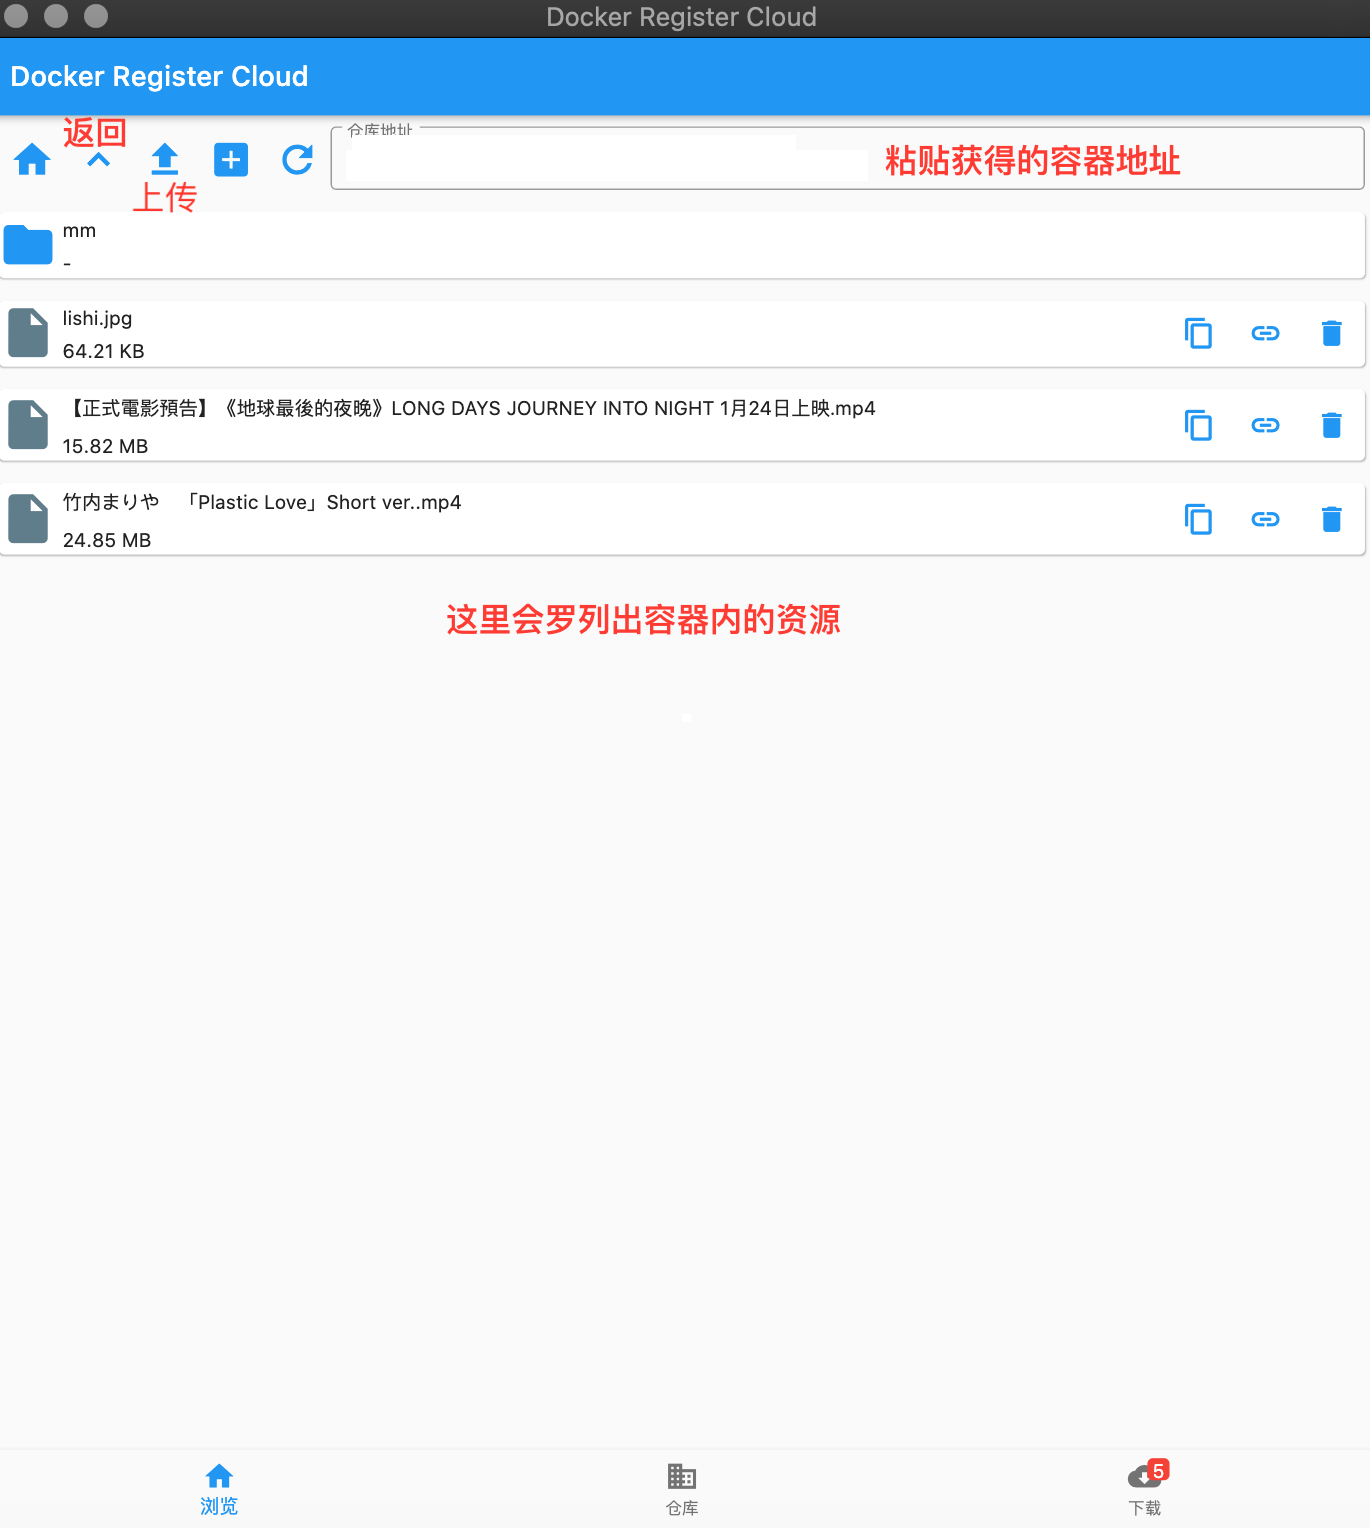 Docker Register Cloud
Docker Register Cloud
返回
上传
仓库地址
粘贴获得的容器地址
mm
-
lishi.jpg
64.21 KB
【正式電影預告】《地球最後的夜晚》LONG DAYS JOURNEY INTO NIGHT 1月24日上映.mp4
15.82 MB
竹内まりや　「Plastic Love」Short ver..mp4
24.85 MB
这里会罗列出容器内的资源
浏览
仓库
5
下载